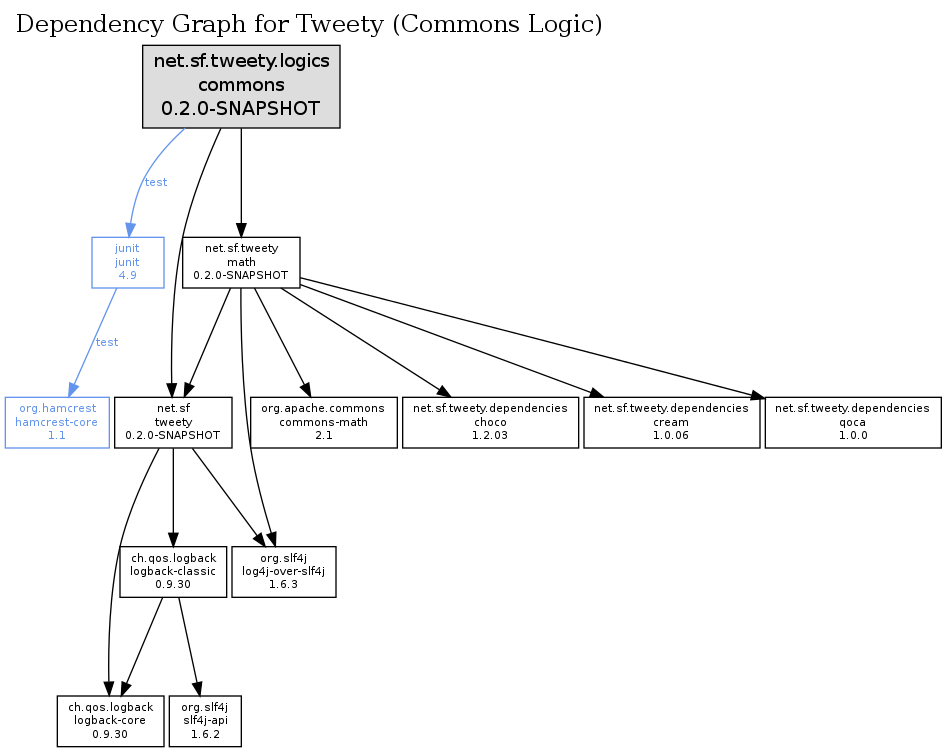 Dependency Graph for Tweety (Commons Logic)
net.sf.tweety.logics
commons
0.2.0-SNAPSHOT
test
junit
junit
4.9
net.sf.tweety
math
0.2.0-SNAPSHOT
test
org.hamcrest
hamcrest-core
1.1
net.sf
tweety
0.2.0-SNAPSHOT
org.apache.commons
commons-math
2.1
net.sf.tweety.dependencies
choco
1.2.03
net.sf.tweety.dependencies
cream
1.0.06
net.sf.tweety.dependencies
qoca
1.0.0
ch.qos.logback
logback-classic
0.9.30
org.slf4j
log4j-over-slf4j
1.6.3
ch.qos.logback
logback-core
0.9.30
org.slf4j
slf4j-api
1.6.2